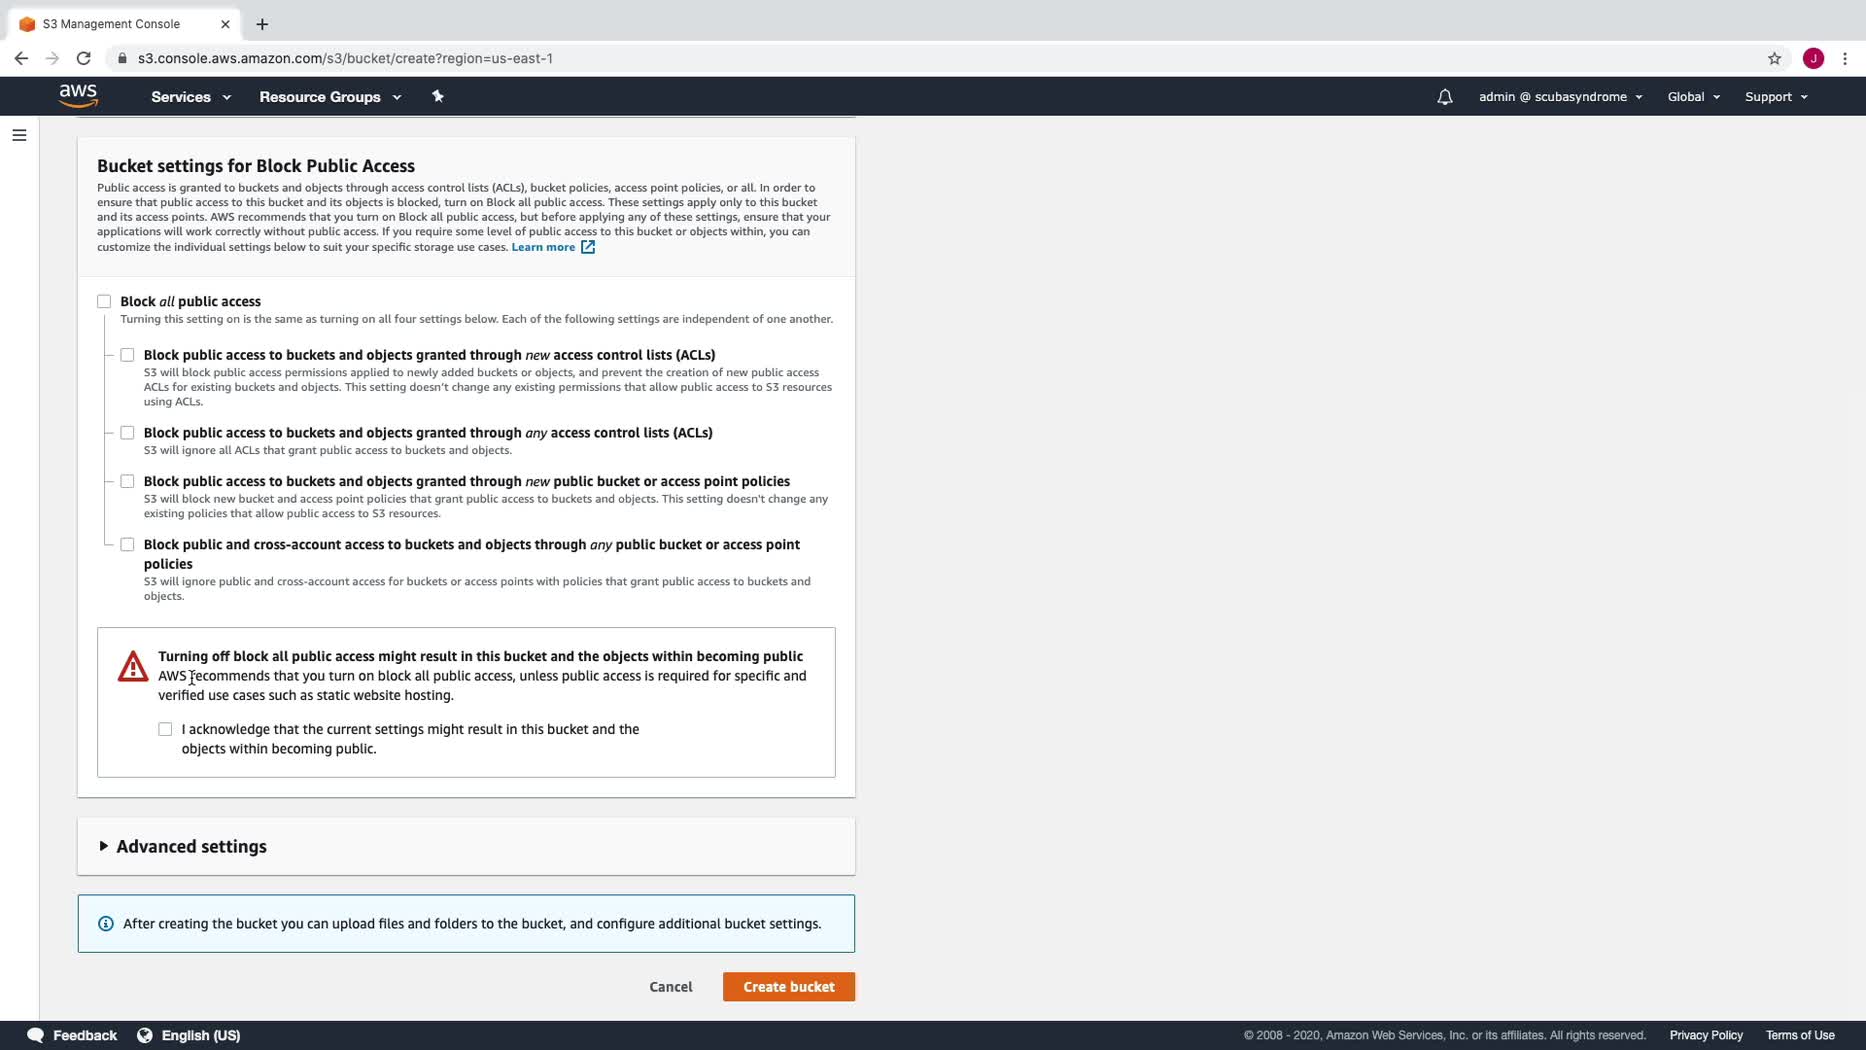 S3 Management Console
s3.console.aws.amazon.com/s3/bucket/create?region=us-east-1
J
aws
Services
Resource Groups
admin @ scubasyndrome
Global
Support
Bucket settings for Block Public Access
Public access is granted to buckets and objects through access control lists (ACLs), bucket policies, access point policies, or all. In order to
ensure that public access to this bucket and its objects is blocked, turn on Block all public access. These settings apply only to this bucket
and its access points. AWS recommends that you turn on Block all public access, but before applying any of these settings, ensure that your
applications will work correctly without public access. If you require some level of public access to this bucket or objects within, you can
customize the individual settings below to suit your specific storage use cases. Learn more
Block all public access
Turning this setting on is the same as turning on all four settings below. Each of the following settings are independent of one another.
Block public access to buckets and objects granted through new access control lists (ACLs)
S3 will block public access permissions applied to newly added buckets or objects, and prevent the creation of new public access
ACLs for existing buckets and objects. This setting doesn't change any existing permissions that allow public access to S3 resources
using ACLs.
Block public access to buckets and objects granted through any access control lists (ACLs)
S3 will ignore all ACLs that grant public access to buckets and objects.
Block public access to buckets and objects granted through new public bucket or access point policies
S3 will block new bucket and access point policies that grant public access to buckets and objects. This setting doesn't change any
existing policies that allow public access to S3 resources.
Block public and cross-account access to buckets and objects through any public bucket or access point
policies
S3 will ignore public and cross-account access for buckets or access points with policies that grant public access to buckets and
objects.
Turning off block all public access might result in this bucket and the objects within becoming public
AWS recommends that you turn on block all public access, unless public access is required for specific and
verified use cases such as static website hosting.
I acknowledge that the current settings might result in this bucket and the
objects within becoming public.
Advanced settings
After creating the bucket you can upload files and folders to the bucket, and configure additional bucket settings.
Cancel
Create bucket
Feedback
English (US)
© 2008 - 2020, Amazon Web Services, Inc. or its affiliates. All rights reserved.
Privacy Policy
Terms of Use